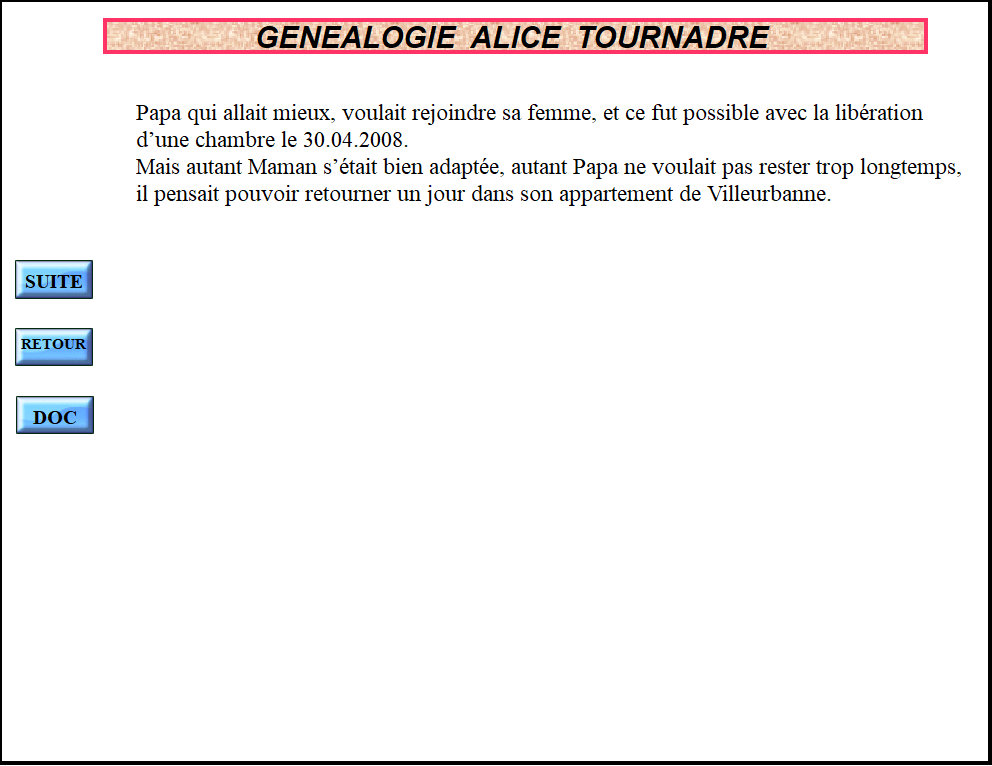 GENEALOGIE ALICE TOURNADRE
Papa qui allait mieux, voulait rejoindre sa femme, et ce fut possible avec la libération
d’une chambre le 30.04.2008.
Mais autant Maman s’était bien adaptée, autant Papa ne voulait pas rester trop longtemps,
il pensait pouvoir retourner un jour dans son appartement de Villeurbanne.
SUITE
RETOUR
DOC